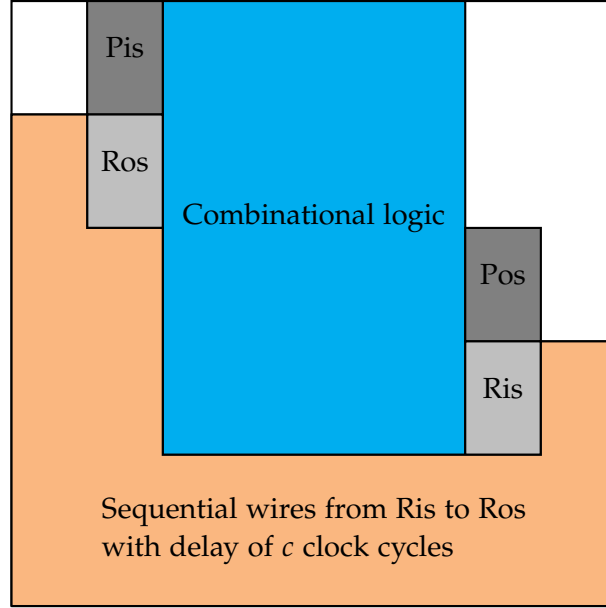 Pis
Ros
Combinational logic
Pos
Ris
Sequential wires from Ris to Ros
with delay of c clock cycles